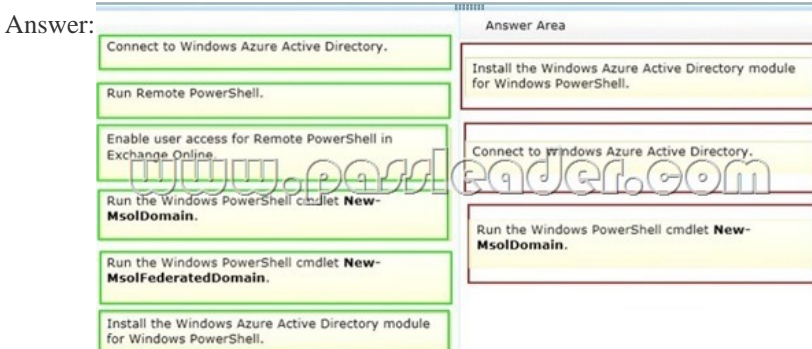 Answer:
Connect to Windows Azure Active Directory.
Run Remote PowerShell.
Enable user access for Remote PowerShell in
Exchange Online.
Run the Windows PowerShell cmdlet New-
MsolDomain.
Run the Windows PowerShell cmdlet New-
MsolFederatedDomain.
Install the Windows Azure Active Directory module
for Windows PowerShell.
Answer Area
Install the Windows Azure Active Directory module
for Windows PowerShell.
Connect to Windows Azure Active Directory.
Run the Windows PowerShell cmdlet New-
MsolDomain.
www.passleader.com